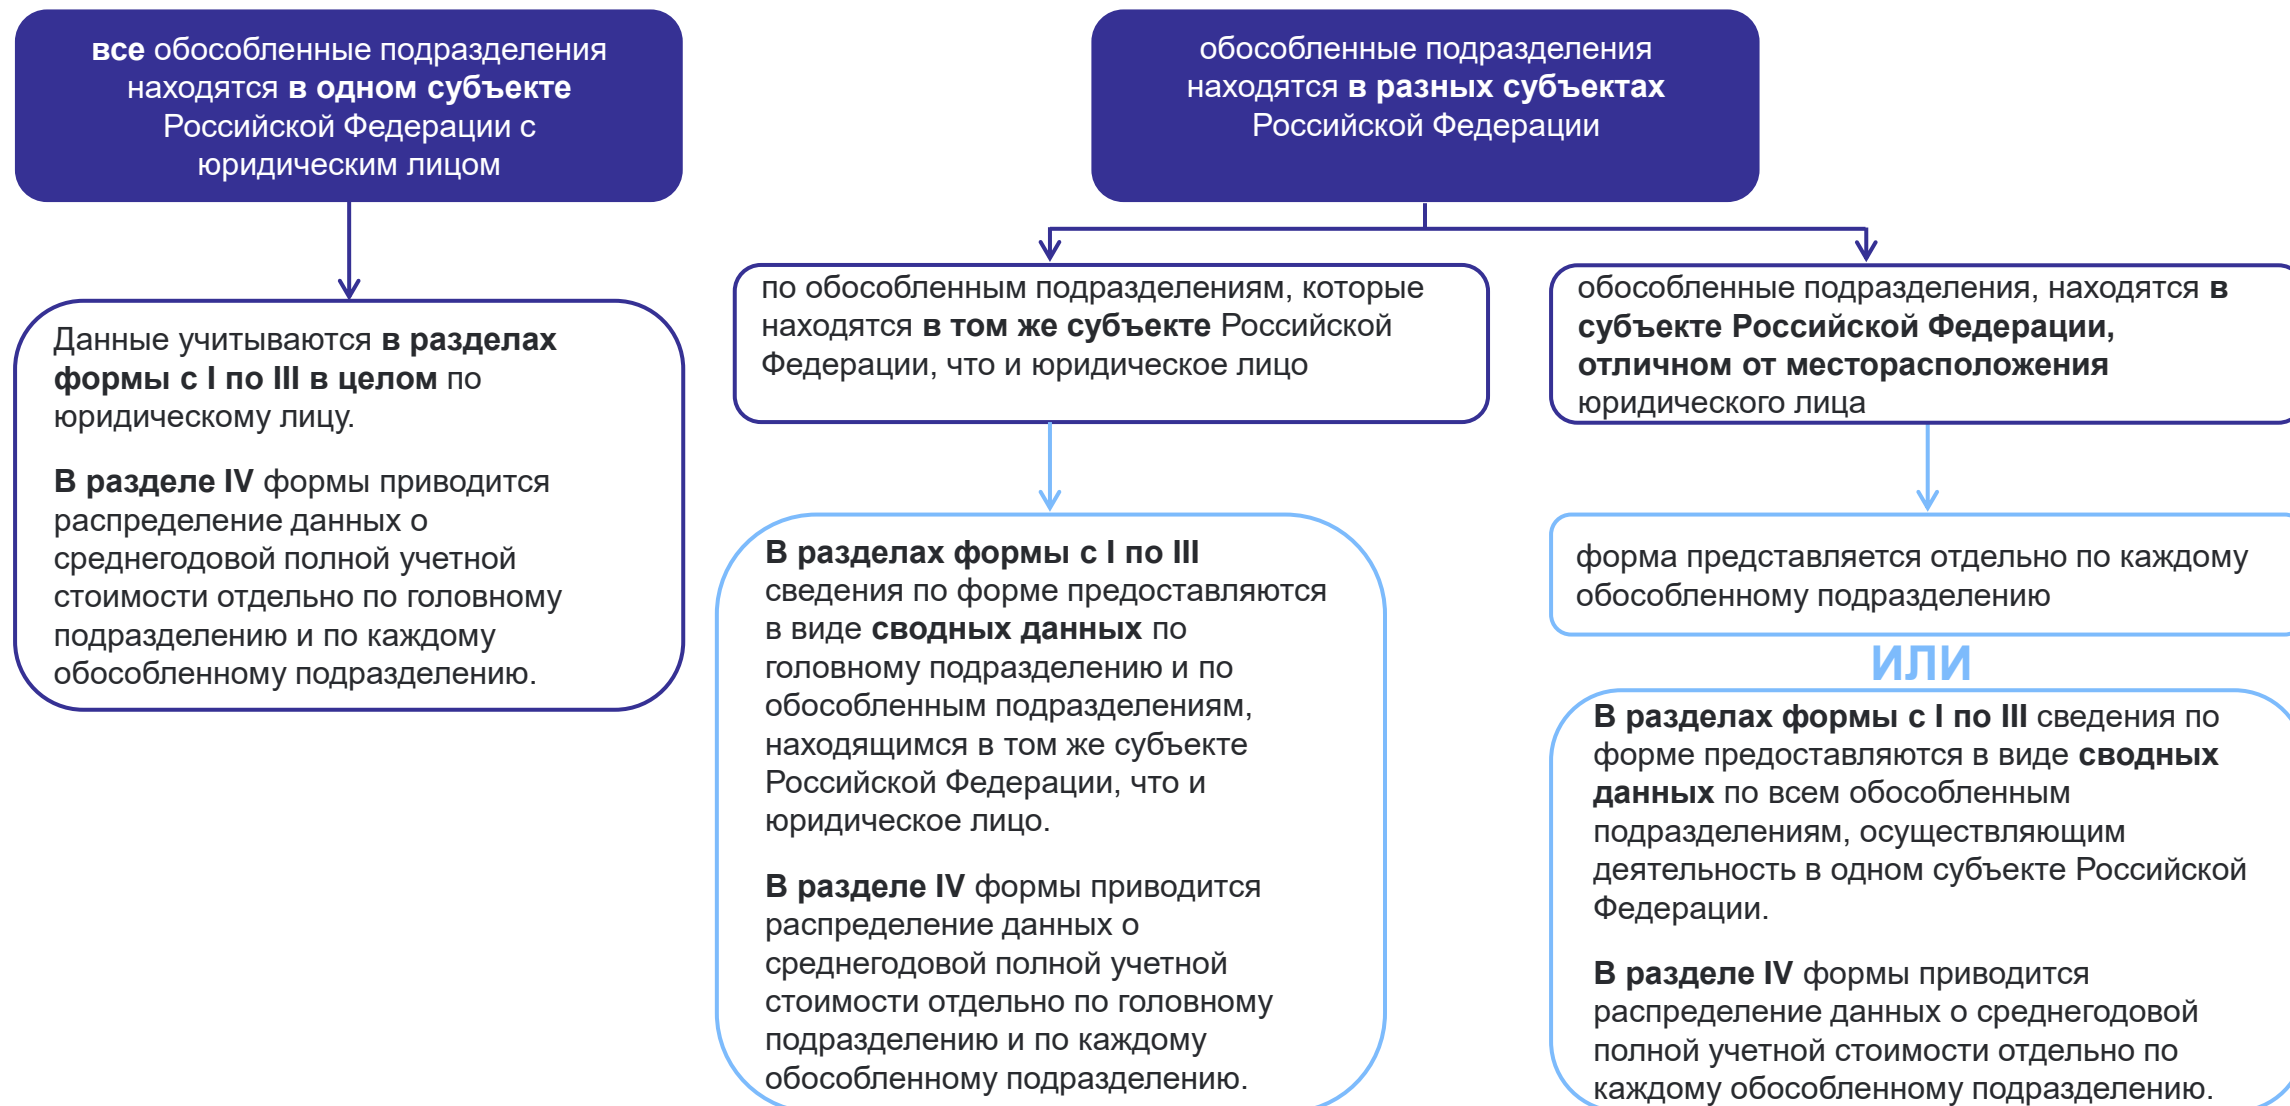 все обособленные подразделения
находятся в одном субъекте
Российской Федерации с
юридическим лицом
Данные учитываются в разделах
формы с I по III в целом по
юридическому лицу.
В разделе IV формы приводится
распределение данных о
среднегодовой полной учетной
стоимости отдельно по головному
подразделению и по каждому
обособленному подразделению.
обособленные подразделения
находятся в разных субъектах
Российской Федерации
по обособленным подразделениям, которые
находятся в том же субъекте Российской
Федерации, что и юридическое лицо
В разделах формы с I по III
сведения по форме предоставляются
в виде сводных данных по
головному подразделению и по
обособленным подразделениям,
находящимся в том же субъекте
Российской Федерации, что и
юридическое лицо.
В разделе IV формы приводится
распределение данных о
среднегодовой полной учетной
стоимости отдельно по головному
подразделению и по каждому
обособленному подразделению.
обособленные подразделения, находятся в
субъекте Российской Федерации,
отличном от месторасположения
юридического лица
форма представляется отдельно по каждому
обособленному подразделению
ИЛИ
В разделах формы с I по III сведения по
форме предоставляются в виде сводных
данных по всем обособленным
подразделениям, осуществляющим
деятельность в одном субъекте Российской
Федерации.
В разделе IV формы приводится
распределение данных о среднегодовой
полной учетной стоимости отдельно по
каждому обособленному подразделению.